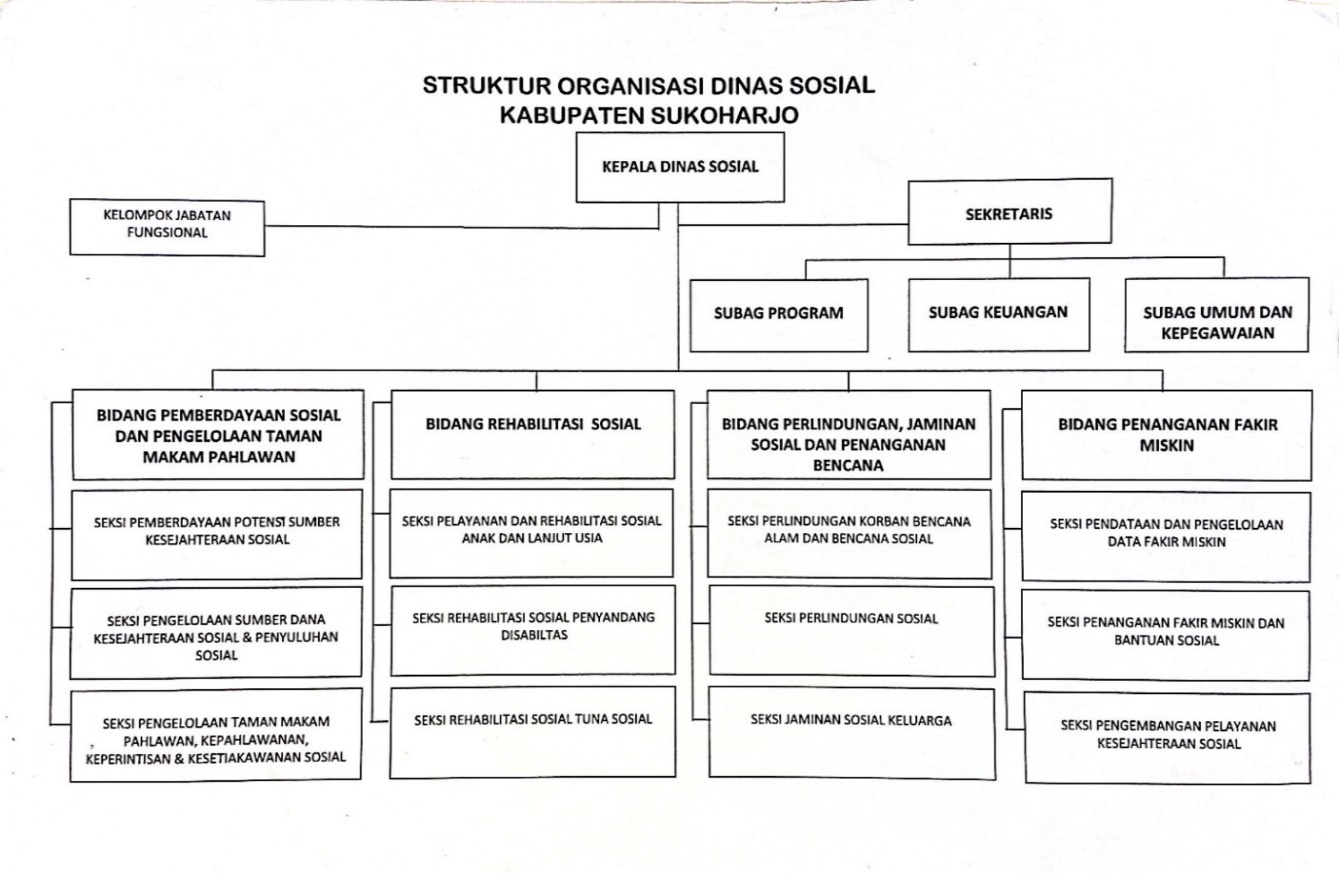 STRUKTUR ORGANISASI DINAS SOSIAL
KABUPATEN SUKOHARJO
KEPALA DINAS SOSIAL
KELOMPOK JABATAN
FUNGSIONAL
SEKRETARIS
SUBAG PROGRAM
SUBAG KEUANGAN
SUBAG UMUM DAN
KEPEGAWAIAN
BIDANG PEMBERDAYAAN SOSIAL
DAN PENGELOLAAN TAMAN
MAKAM PAHLAWAN
SEKSI PEMBERDAYAAN POTENSI SUMBER
KESEJAHTERAAN SOSIAL
SEKSI PENGELOLAAN SUMBER DANA
KESEJAHTERAAN SOSIAL & PENYULUHAN
SOSIAL
SEKSI PENGELOLAAN TAMAN MAKAM
PAHLAWAN, KEPAHLAWANAN,
KEPERINTISAN & KESETIAKAWANAN SOSIAL
BIDANG REHABILITASI SOSIAL
SEKSI PELAYANAN DAN REHABILITASI SOSIAL
ANAK DAN LANJUT USIA
SEKSI REHABILITASI SOSIAL PENYANDANG
DISABILTAS
SEKSI REHABILITASI SOSIAL TUNA SOSIAL
BIDANG PERLINDUNGAN, JAMINAN
SOSIAL DAN PENANGANAN
BENCANA
SEKSI PERLINDUNGAN KORBAN BENCANA
ALAM DAN BENCANA SOSIAL
SEKSI PERLINDUNGAN SOSIAL
SEKSI JAMINAN SOSIAL KELUARGA
BIDANG PENANGANAN FAKIR
MISKIN
SEKSI PENDATAAN DAN PENGELOLAAN
DATA FAKIR MISKIN
SEKSI PENANGANAN FAKIR MISKIN DAN
BANTUAN SOSIAL
SEKSI PENGEMBANGAN PELAYANAN
KESEJAHTERAAN SOSIAL